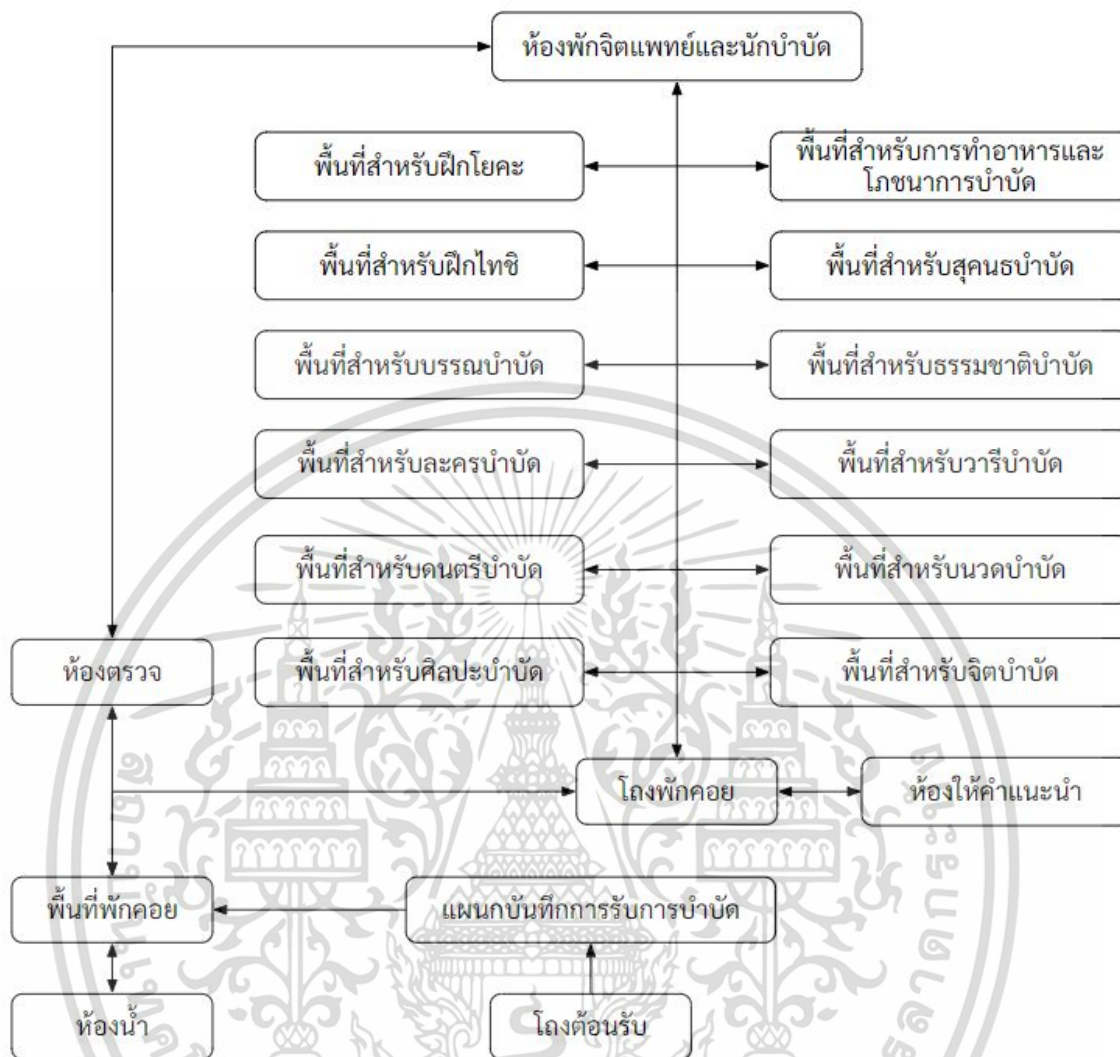 ห้องพักจิตแพทย์และนักบำบัด
พื้นที่สำหรับฝึกโยคะ
พื้นที่สำหรับการทำอาหารและ
โภชนาการบำบัด
พื้นที่สำหรับฝึกไทชิ
พื้นที่สำหรับสุคนธบำบัด
พื้นที่สำหรับบรรณบำบัด
พื้นที่สำหรับธรรมชาติบำบัด
พื้นที่สำหรับละครบำบัด
พื้นที่สำหรับวารีบำบัด
พื้นที่สำหรับดนตรีบำบัด
พื้นที่สำหรับนวดบำบัด
ห้องตรวจ
พื้นที่สำหรับศิลปะบำบัด
พื้นที่สำหรับจิตบำบัด
โถงพักคอย
ห้องให้คำแนะนำ
พื้นที่พักคอย
แผนกบันทึกการรับการบำบัด
ห้องน้ำ
โถงต้อนรับ